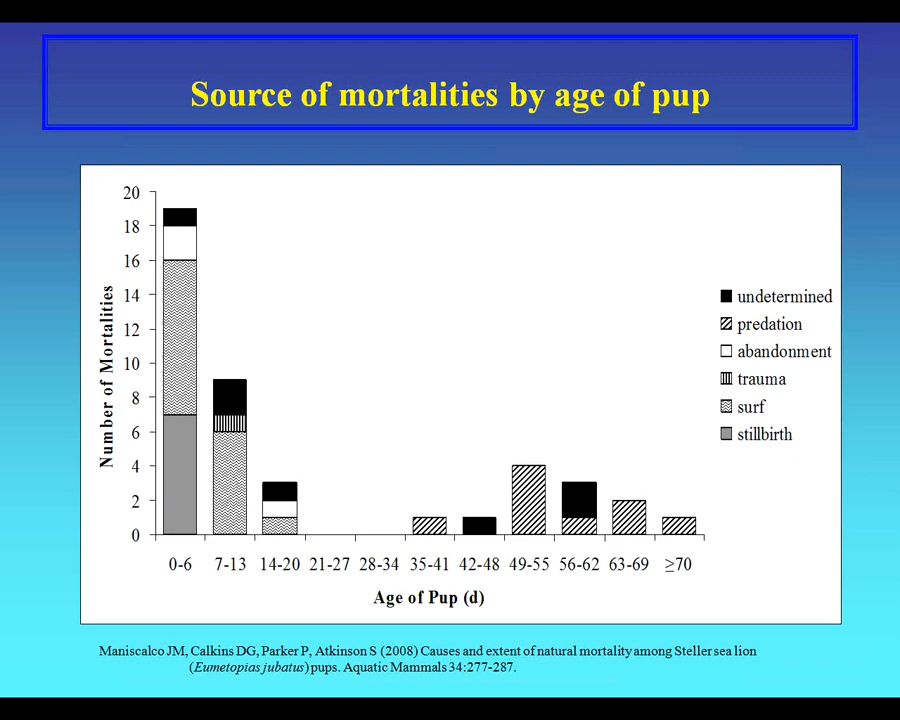 Source of mortalities by age of pup
20
18
16
14
12
10
8
6
4
2
0
Number of Mortalities
0-6 7-13 14-20 21-27 28-34 35-41 42-48 49-55 56-62 63-69 ≥70
Age of Pup (d)
undetermined
predation
abandonment
trauma
surf
stillbirth
Maniscalco JM, Calkins DG, Parker P, Atkinson S (2008) Causes and extent of natural mortality among Steller sea lion
(Eumetopias jubatus) pups. Aquatic Mammals 34:277-287.